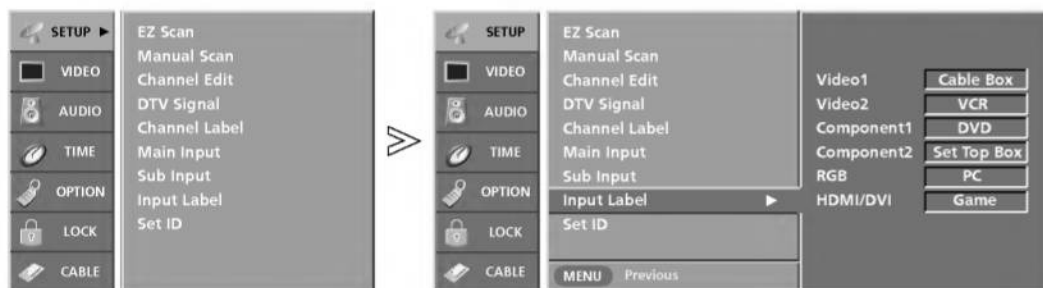 SETUP ►
VIDEO
AUDIO
TIME
OPTION
LOCK
CABLE
EZ Scan
Manual Scan
Channel Edit
DTV Signal
Channel Label
Main Input
Sub Input
Input Label
Set ID
SETUP
VIDEO
AUDIO
TIME
OPTION
LOCK
CABLE
EZ Scan
Manual Scan
Channel Edit
DTV Signal
Channel Label
Main Input
Sub Input
Input Label ►
Set ID
MENU Previous
Video1 Cable Box
Video2 VCR
Component1 DVD
Component2 Set Top Box
RGB PC
HDMI/DVI Game